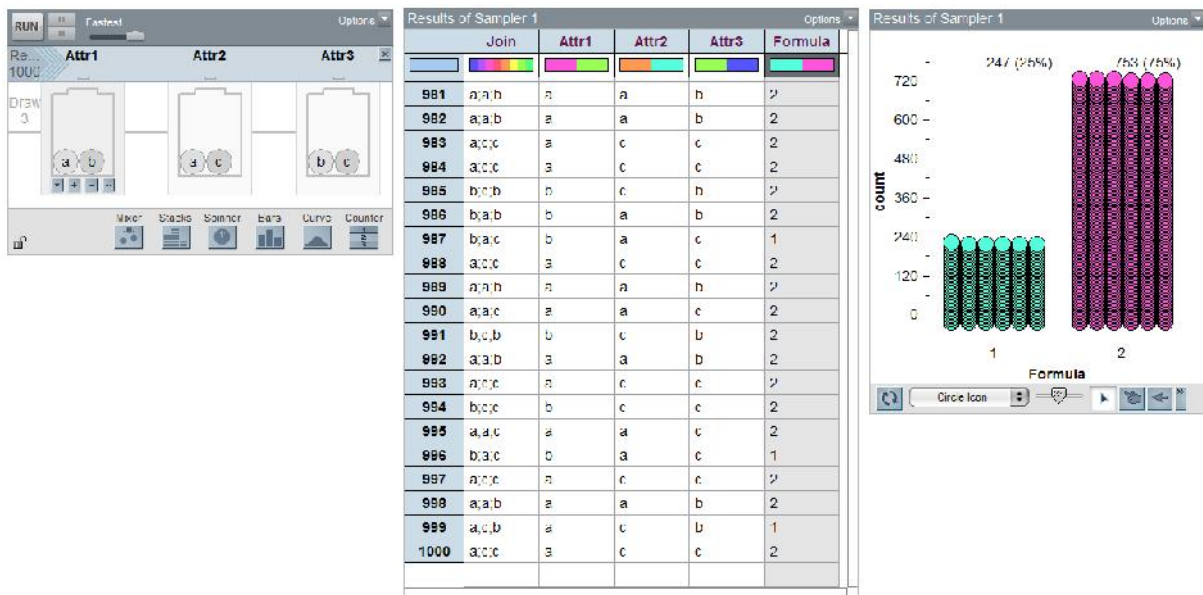 RUN
Fastest
Options
Re...
1000
Attr1
Attr2
Attr3
Draw
3
a b
a c
b c
Mixer Stacks Spinner Bars Curve Counter
Results of Sampler 1 Options
Join Attr1 Attr2 Attr3 Formula
981 a;a;b a a b 2
982 a;a;b a a b 2
983 a;c;c a c c 2
984 a;c;c a c c 2
985 b;c;b b c b 2
986 b;a;b b a b 2
987 b;a;c b a c 1
988 a;c;c a c c 2
989 a;a;b a a b 2
990 a;a;c a a c 2
991 b;c;b b c b 2
992 a;a;b a a b 2
993 a;c;c a c c 2
994 b;c;c b c c 2
995 a;a;c a a c 2
996 b;a;c b a c 1
997 a;c;c a c c 2
998 a;a;b a a b 2
999 a;c;b a c b 1
1000 a;c;c a c c 2
Results of Sampler 1 Options
247 (25%) 753 (75%)
720
600
480
360
240
120
0
count
1 2
Formula
Circle Icon